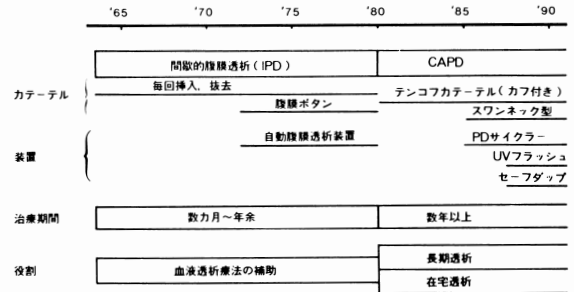 '65 '70 '75 '80 '85 '90
間歇的腹膜透析(IPD) CAPD
カテーテル 毎回挿入，抜去 テンコフカテーテル(カフ付き)
腹膜ボタン スワンネック型
装置 自動腹膜透析装置 PDサイクラー
UVフラッシュ
セーフダップ
治療期間 数カ月～年余 数年以上
役割 血液透析療法の補助 長期透析
在宅透析